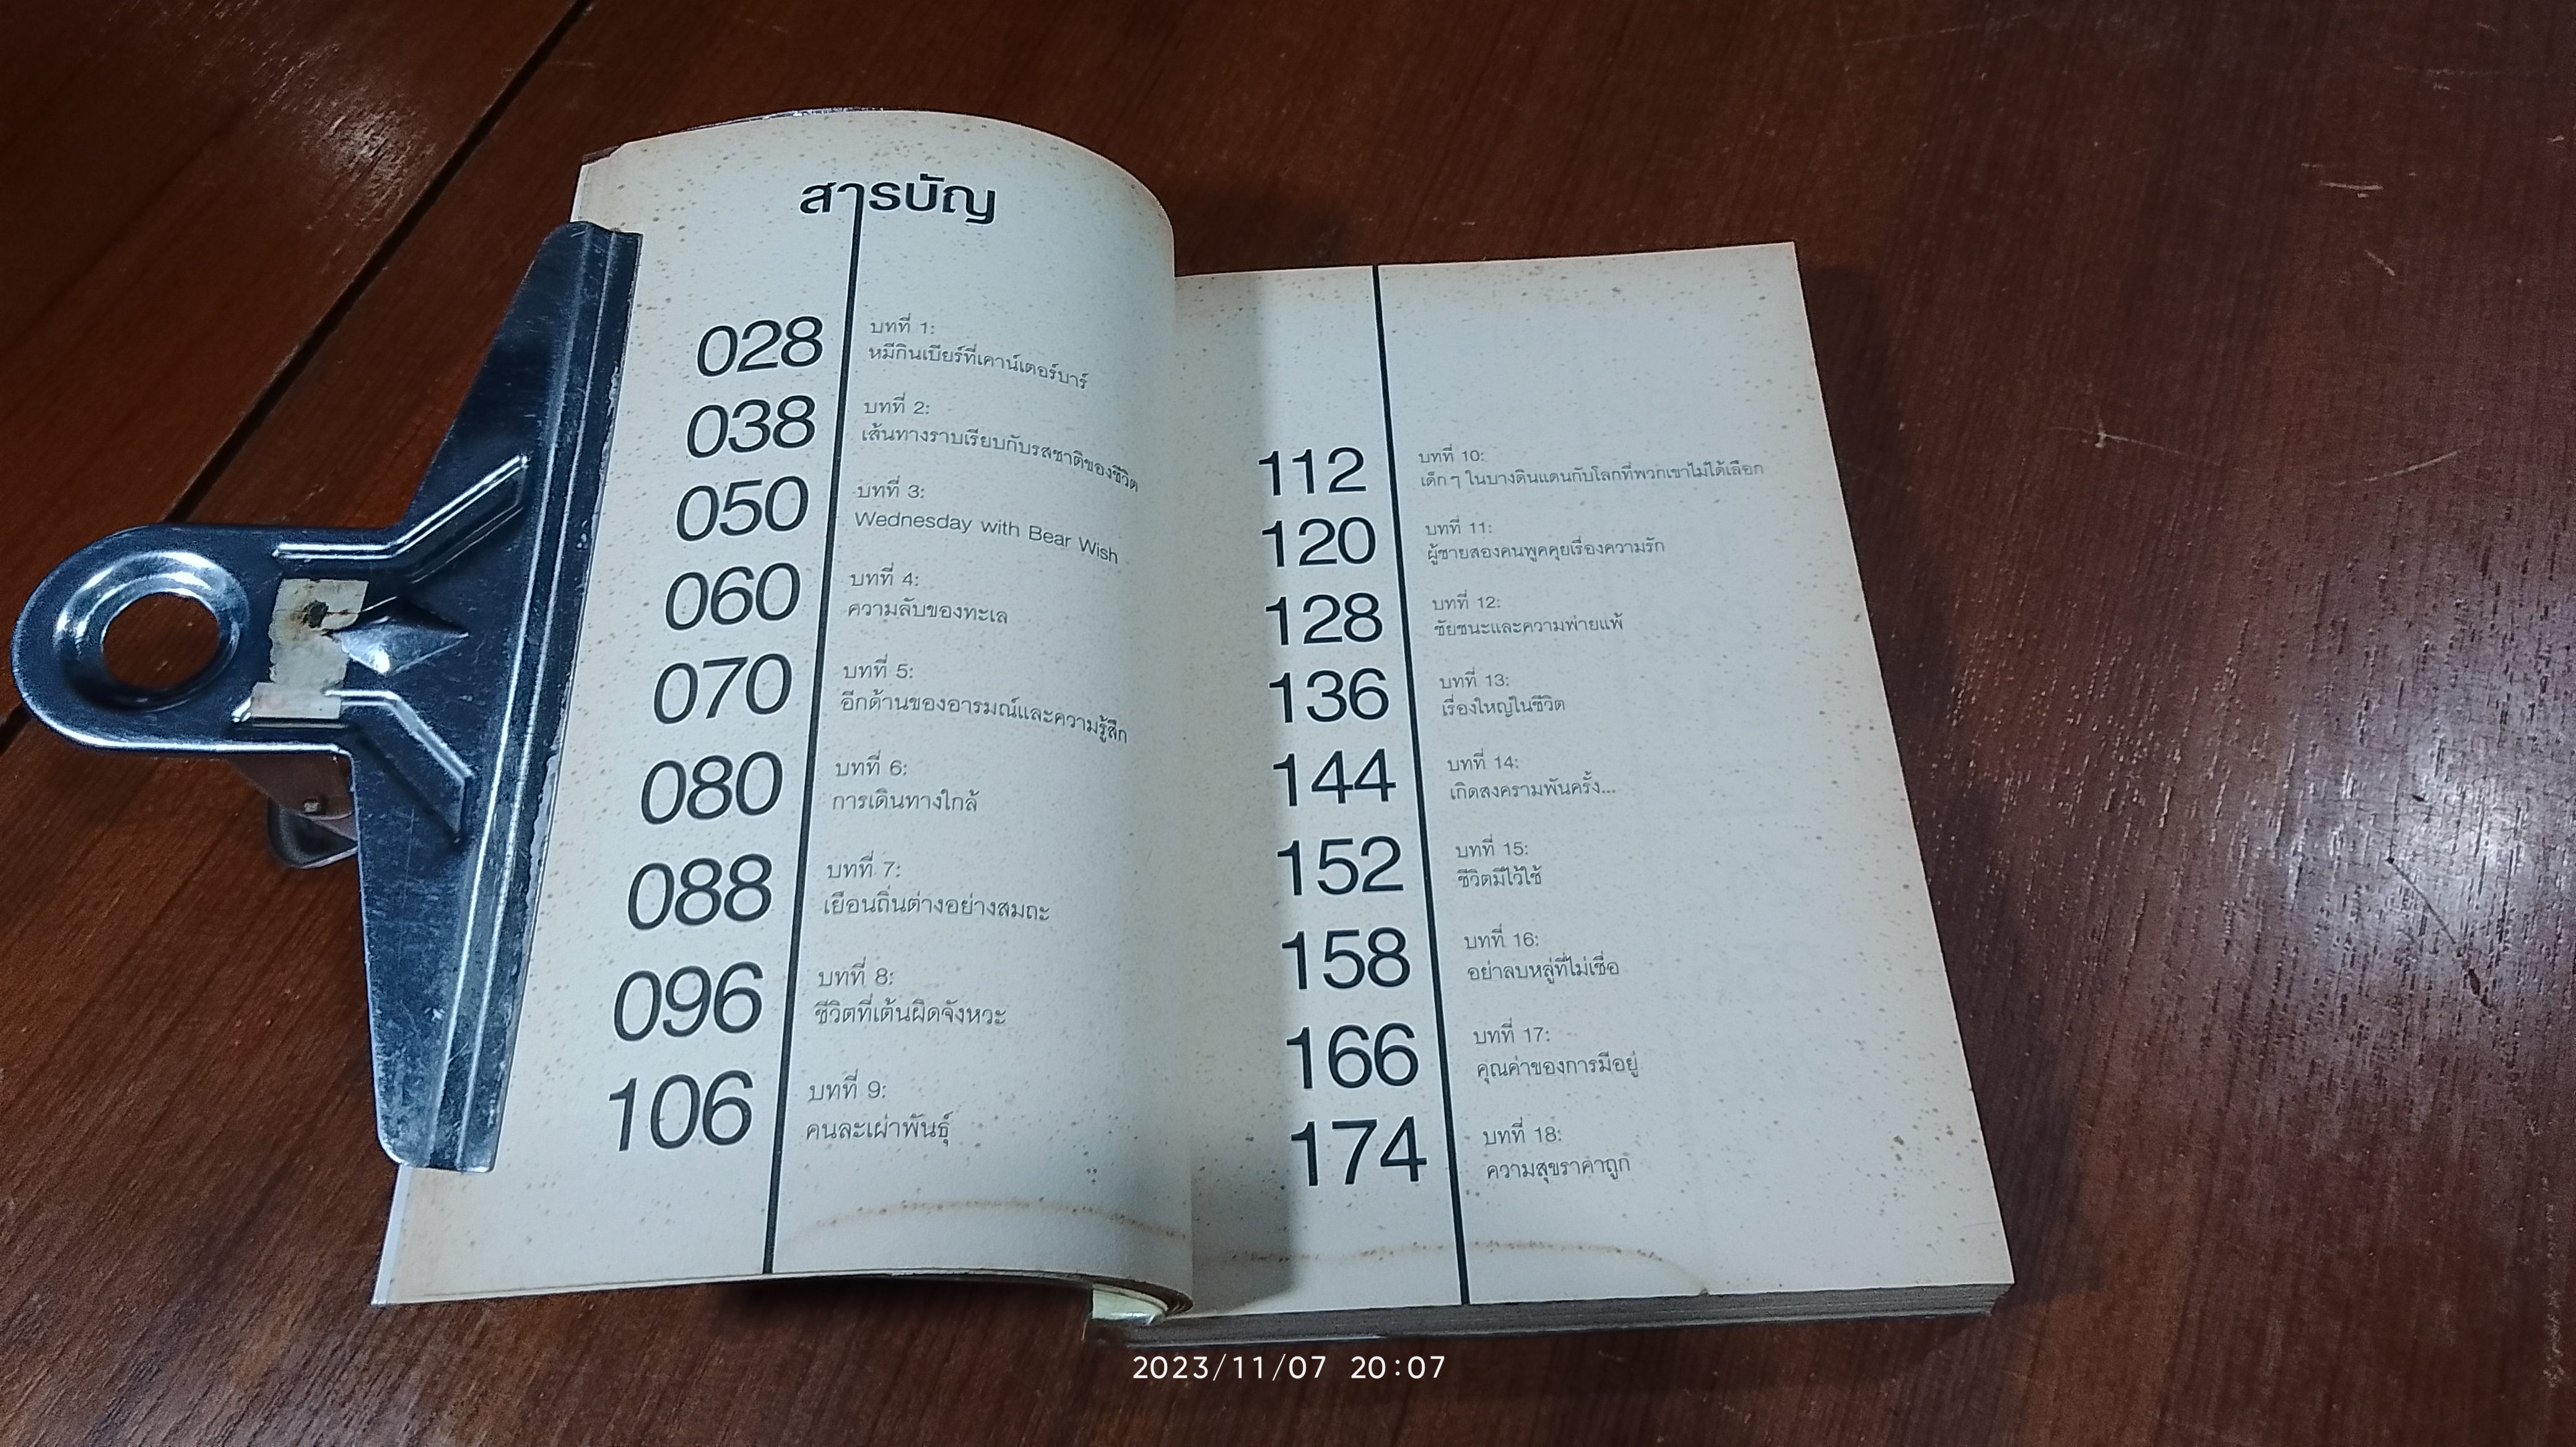 สารบัญ
028
บทที่ 1:
หมีกินเบียร์ที่เคาน์เตอร์บาร์
038
บทที่ 2:
เส้นทางราบเรียบกับรสชาติของชีวิต
050
บทที่ 3:
Wednesday with Bear Wish
060
บทที่ 4:
ความลับของทะเล
070
บทที่ 5:
อีกด้านของอารมณ์และความรู้สึก
080
บทที่ 6:
การเดินทางใกล้
088
บทที่ 7:
เยือนถิ่นต่างอย่างสมถะ
096
บทที่ 8:
ชีวิตที่เต้นผิดจังหวะ
106
บทที่ 9:
คนละเผ่าพันธุ์
112
บทที่ 10:
เด็ก ๆ ในบางดินแดนกับโลกที่พวกเขาไม่ได้เลือก
120
บทที่ 11:
ผู้ชายสองคนพูดคุยเรื่องความรัก
128
บทที่ 12:
ชัยชนะและความพ่ายแพ้
136
บทที่ 13:
เรื่องใหญ่ในชีวิต
144
บทที่ 14:
เกิดสงครามพันครั้ง...
152
บทที่ 15:
ชีวิตมีไว้ใช้
158
บทที่ 16:
อย่าลบหลู่ที่ไม่เชื่อ
166
บทที่ 17:
คุณค่าของการมีอยู่
174
บทที่ 18:
ความสุขราคาถูก
2023/11/07 20:07